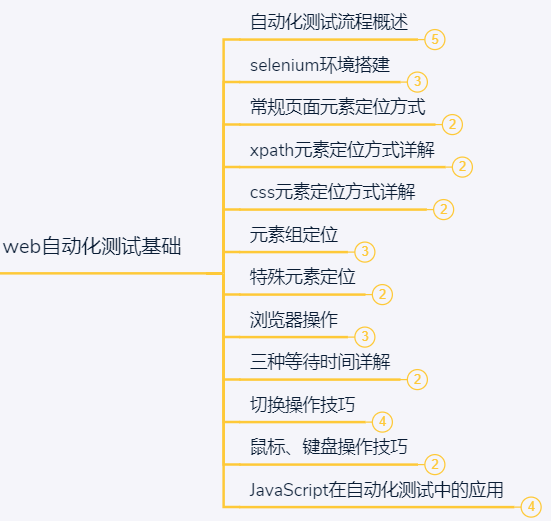 自动化测试流程概述
5
selenium环境搭建
3
常规页面元素定位方式
2
xpath元素定位方式详解
2
css元素定位方式详解
2
web自动化测试基础
元素组定位
3
特殊元素定位
2
浏览器操作
3
三种等待时间详解
2
切换操作技巧
4
鼠标、键盘操作技巧
2
JavaScript在自动化测试中的应用
4